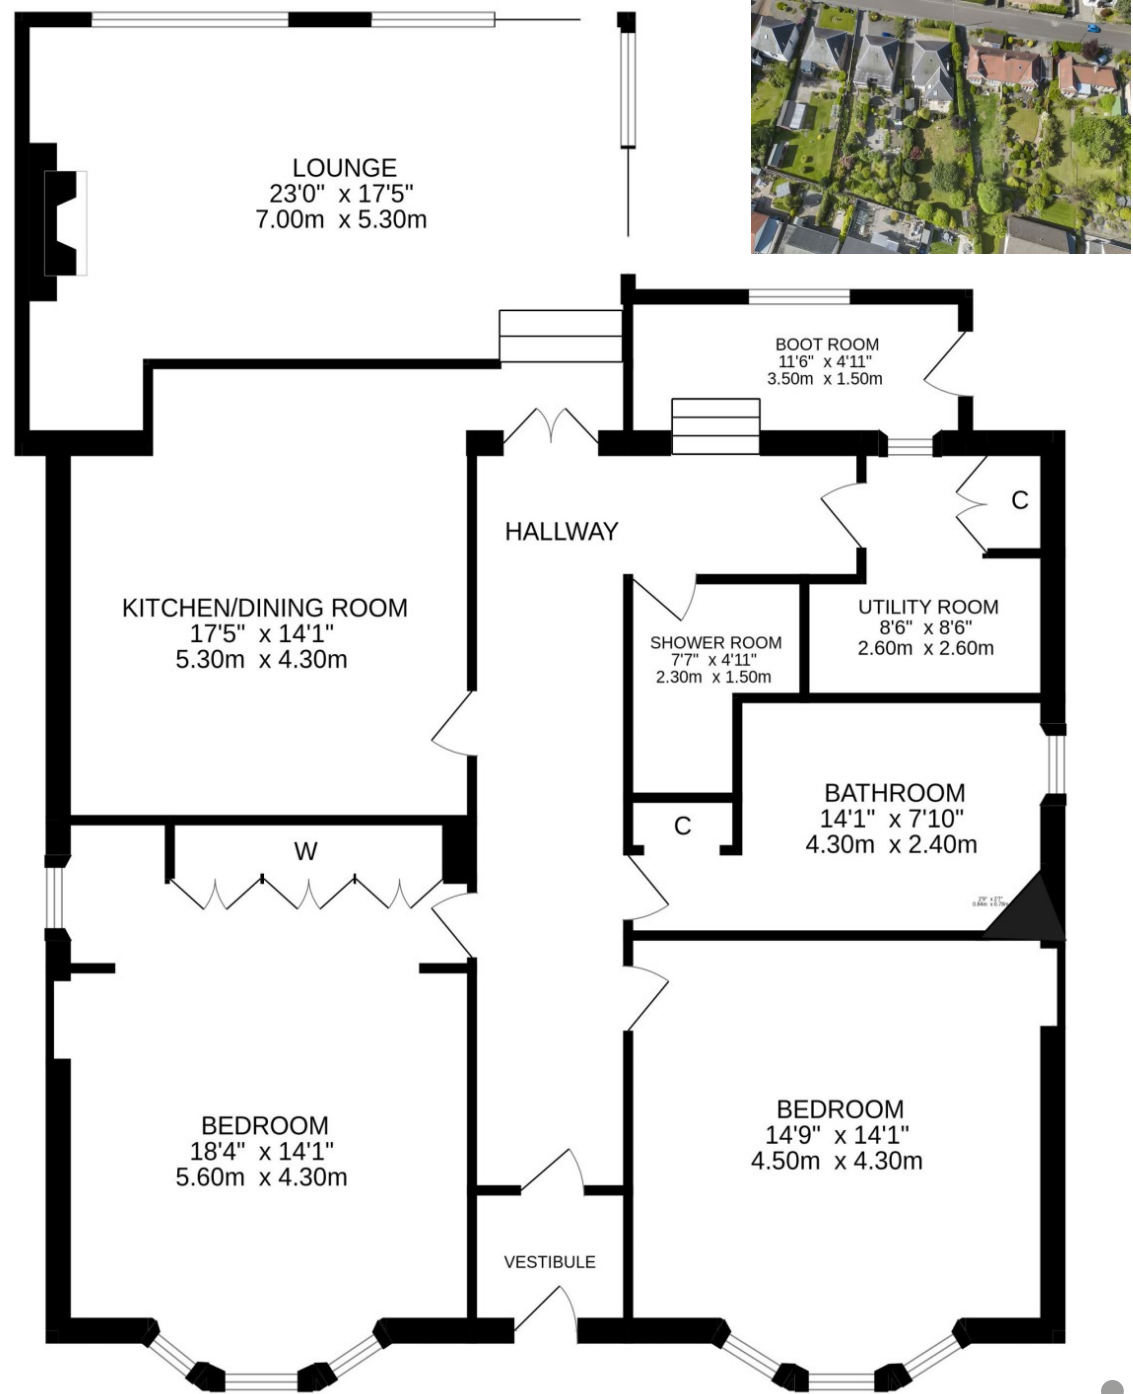 LOUNGE
23'0" x 17'5"
7.00m x 5.30m
BOOT ROOM
11'6" x 4'11"
3.50m x 1.50m
C
HALLWAY
KITCHEN/DINING ROOM
17'5" x 14'1"
5.30m x 4.30m
UTILITY ROOM
8'6" x 8'6"
2.60m x 2.60m
SHOWER ROOM
7'7" x 4'11"
2.30m x 1.50m
BATHROOM
14'1" x 7'10"
4.30m x 2.40m
C
W
BEDROOM
18'4" x 14'1"
5.60m x 4.30m
BEDROOM
14'9" x 14'1"
4.50m x 4.30m
VESTIBULE